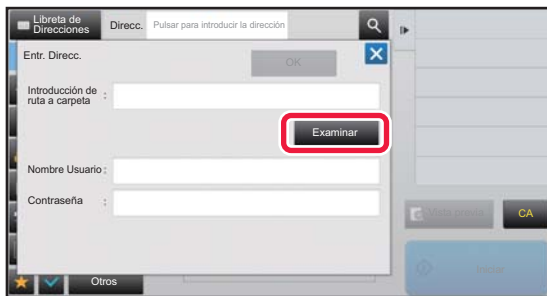 Libreta de
Direcciones
Direcc.
Pulsar para introducir la dirección
Entr. Direcc.
OK
Introducción de
ruta a carpeta :
Examinar
Nombre Usuario :
Contraseña :
CA
Iniciar
Otros